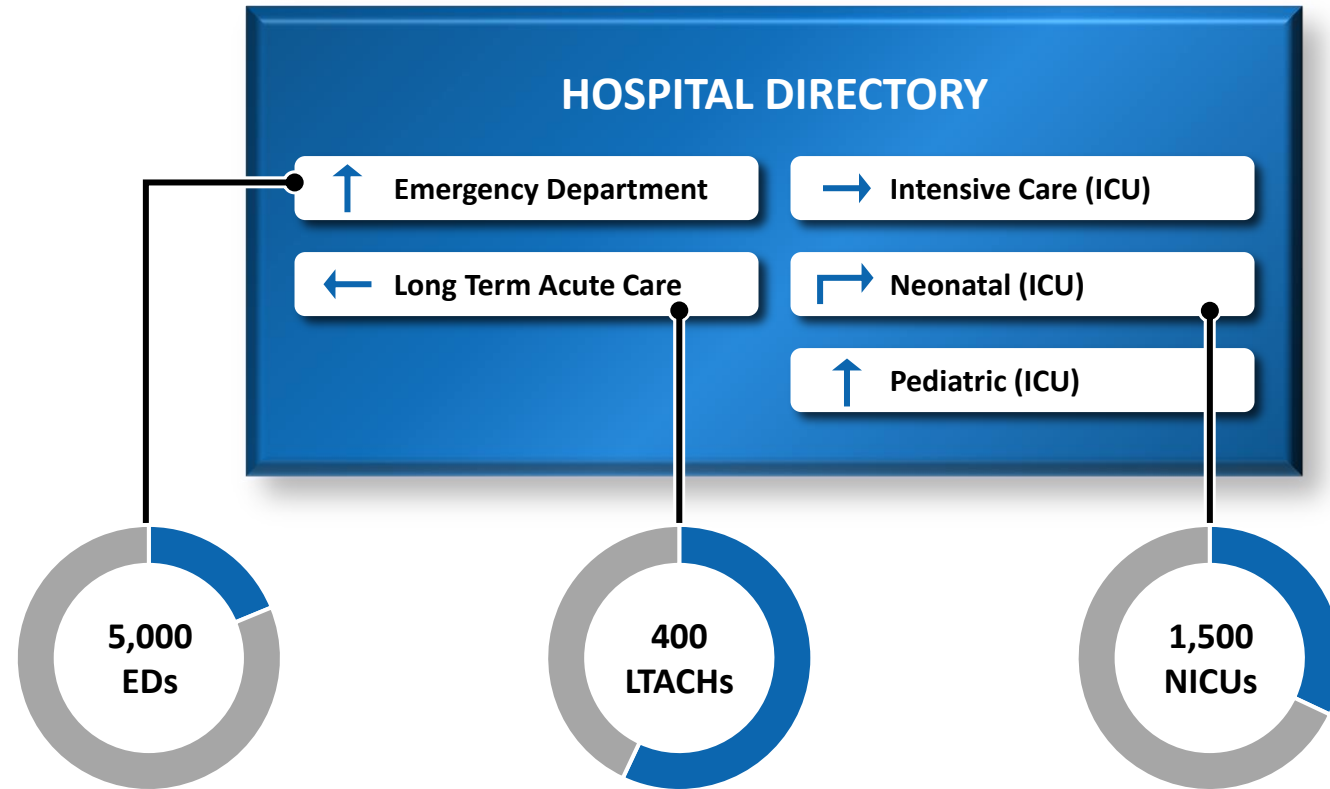 HOSPITAL DIRECTORY
Emergency Department
Long Term Acute Care
Intensive Care (ICU)
Neonatal (ICU)
Pediatric (ICU)
5,000
EDs
400
LTACHs
1,500
NICUs